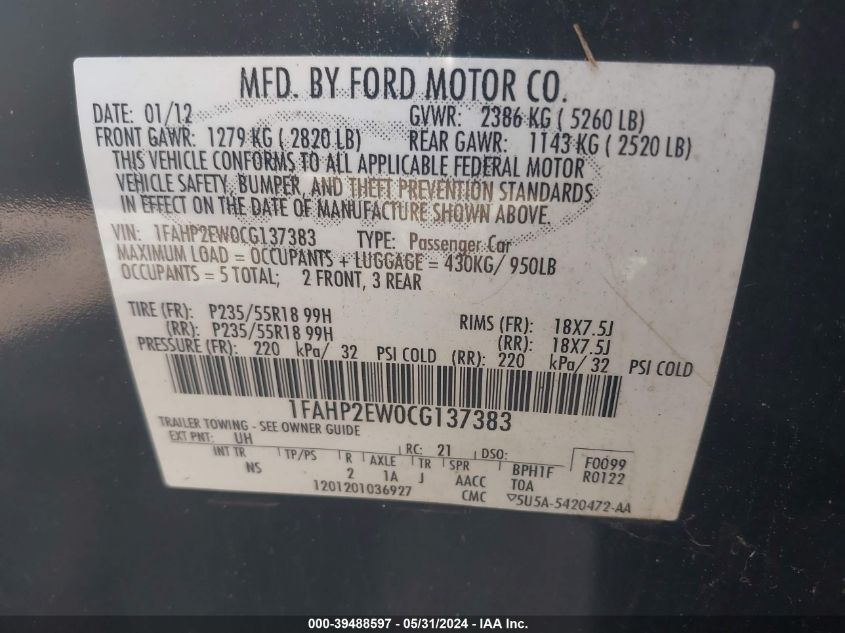 MFD. BY FORD MOTOR CO.
DATE: 01/12 GVWR: 2386 KG ( 5260 LB)
FRONT GAWR: 1279 KG ( 2820 LB) REAR GAWR: 1143 KG ( 2520 LB)
THIS VEHICLE CONFORMS TO ALL APPLICABLE FEDERAL MOTOR
VEHICLE SAFETY, BUMPER, AND THEFT PREVENTION STANDARDS
IN EFFECT ON THE DATE OF MANUFACTURE SHOWN ABOVE.
VIN: 1FAHP2EW0CG137383 TYPE: Passenger Car
MAXIMUM LOAD = OCCUPANTS + LUGGAGE = 430KG/ 950LB
OCCUPANTS = 5 TOTAL; 2 FRONT, 3 REAR
TIRE (FR): P235/55R18 99H RIMS (FR): 18X7.5J
(RR): P235/55R18 99H (RR): 18X7.5J
PRESSURE (FR): 220 kPa/ 32 PSI COLD (RR): 220 kPa/ 32 PSI COLD
1FAHP2EW0CG137383
TRAILER TOWING - SEE OWNER GUIDE
EXT PNT: UH RC: 21 DSO: F0099
INT TR TP/PS R AXLE TR SPR BPH1F R0122
NS 2 1A J AACC TOA
1201201036927 CMC 5U5A-5420472-AA
000-39488597 - 05/31/2024 - IAA Inc.